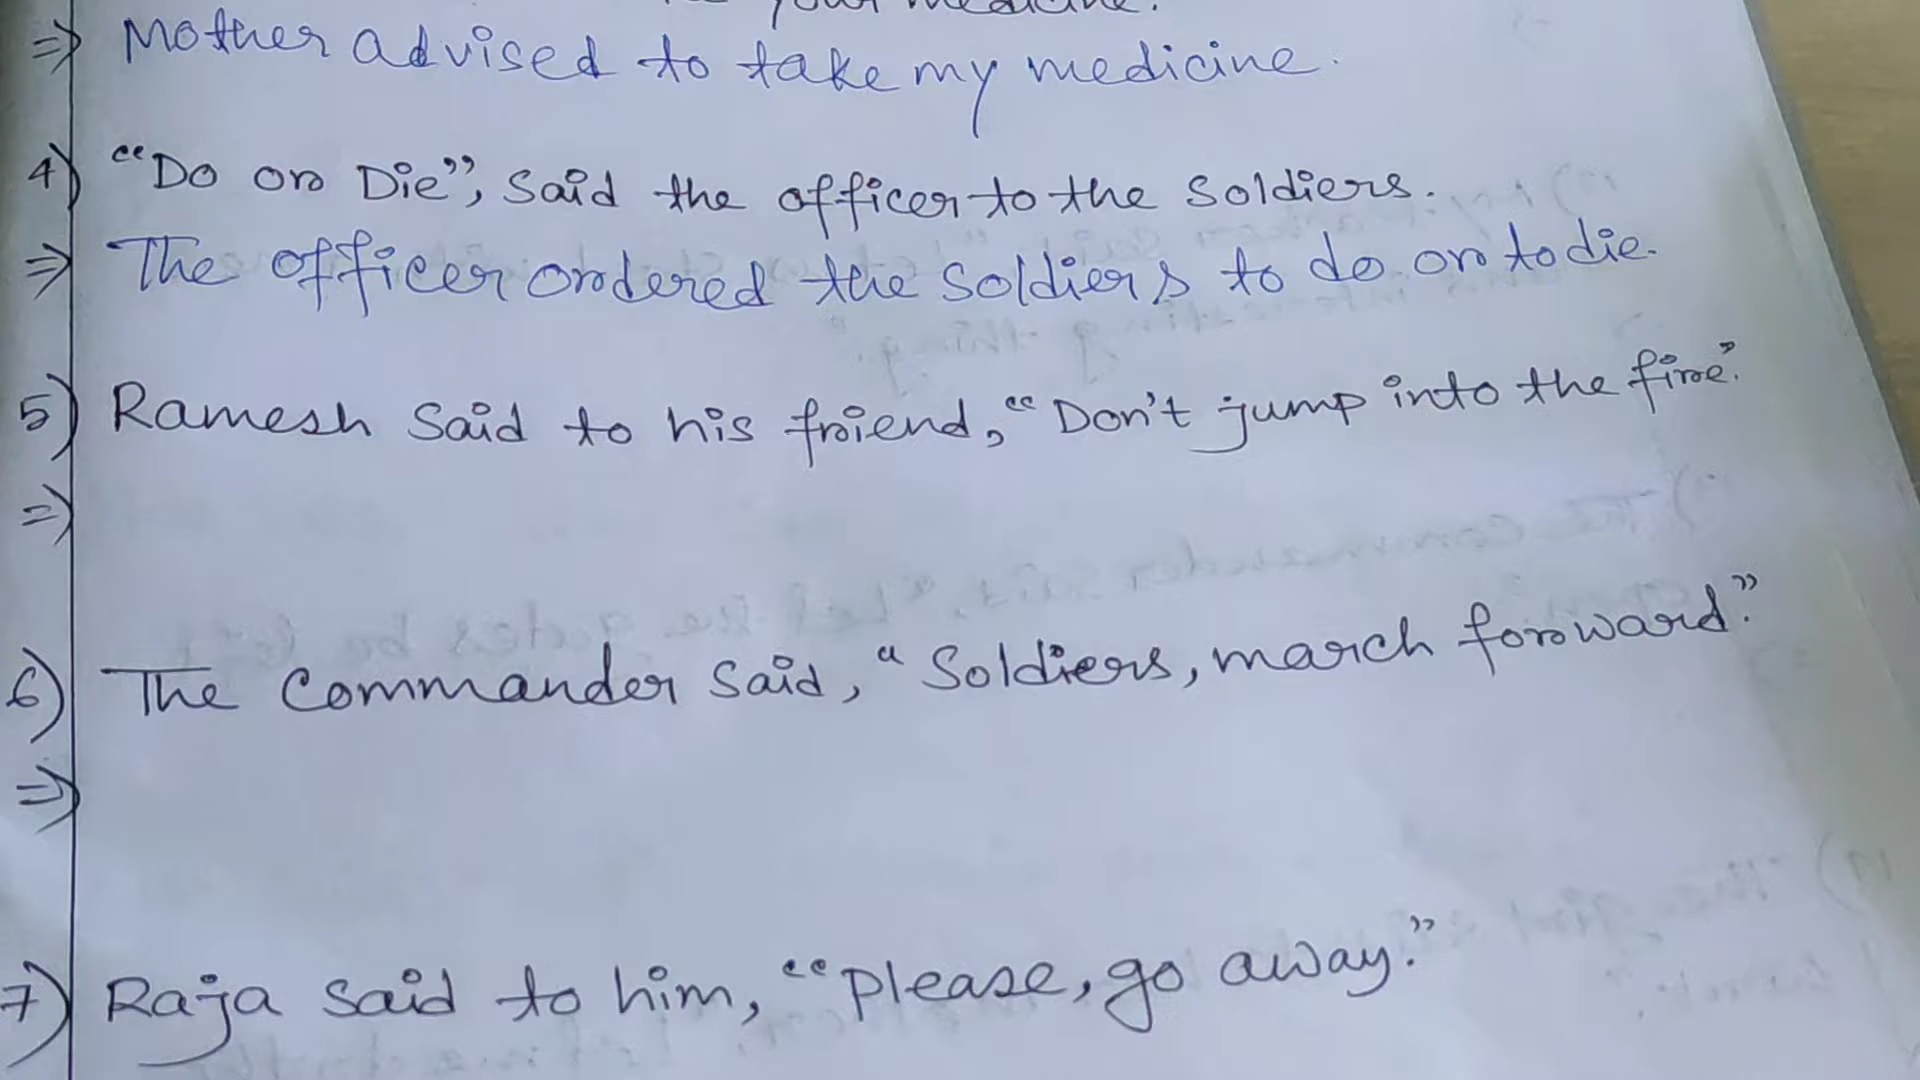 your medicine.
⇒ Mother advised to take my medicine.
4) "Do or Die", said the officer to the soldiers.
⇒ The officer ordered the soldiers to do or to die.
5) Ramesh said to his friend, "Don't jump into the fire."
⇒)
6) The commander said, "Soldiers, march forward."
⇒)
7) Raja said to him, "Please, go away."